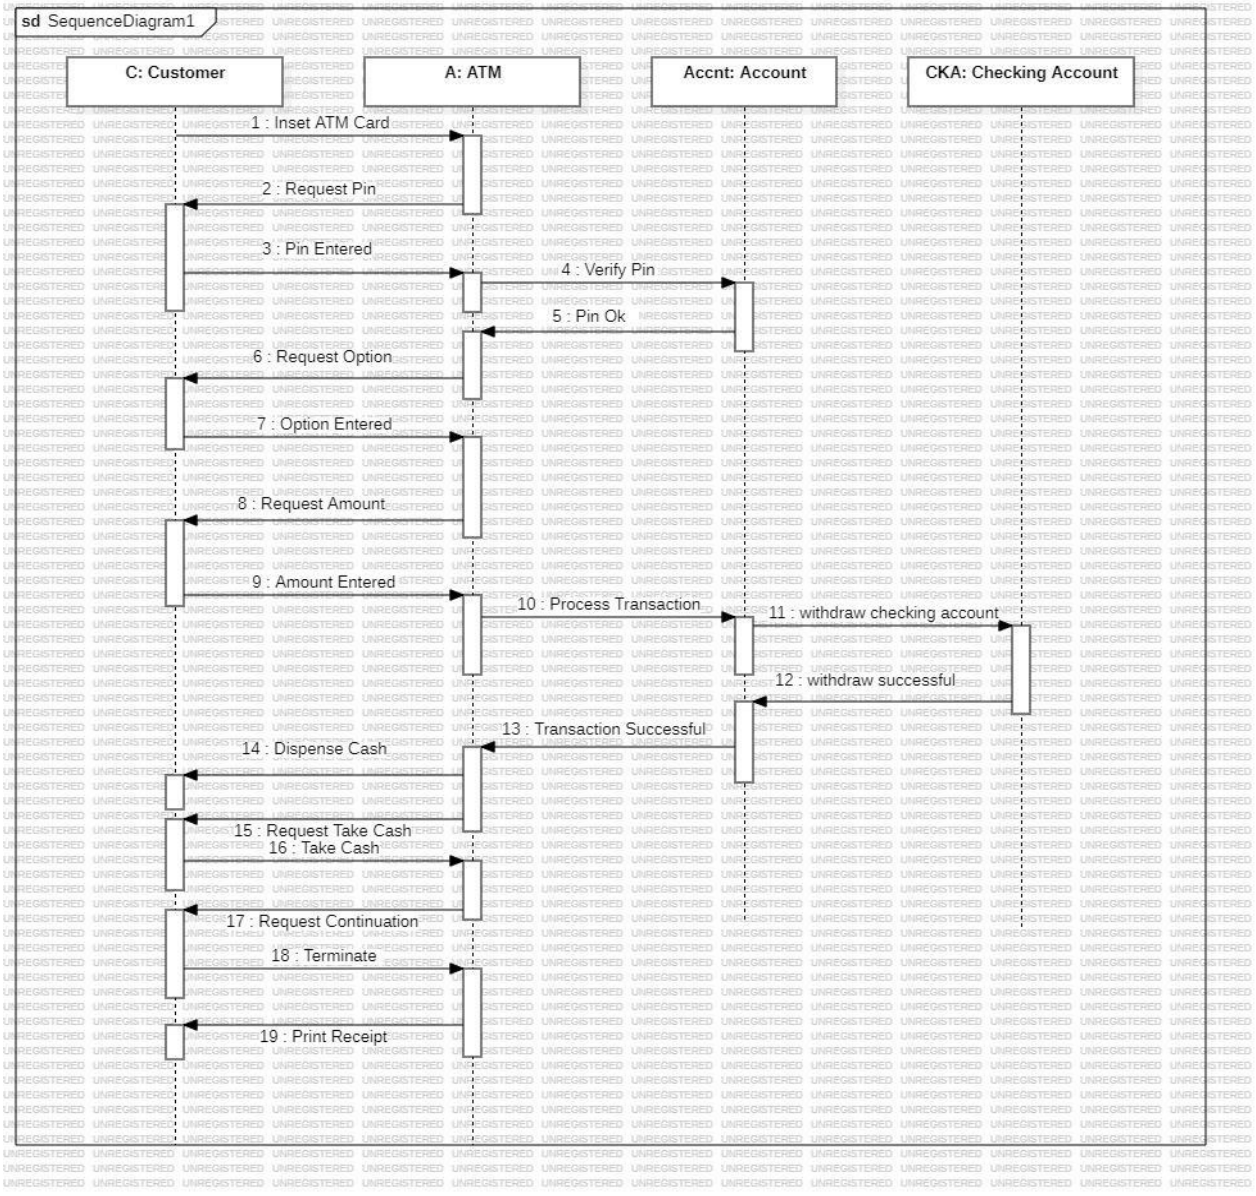 sd SequenceDiagram1
C: Customer
A: ATM
Accnt: Account
CKA: Checking Account
1 : Inset ATM Card
2 : Request Pin
3 : Pin Entered
4 : Verify Pin
5 : Pin Ok
6 : Request Option
7 : Option Entered
8 : Request Amount
9 : Amount Entered
10 : Process Transaction
11 : withdraw checking account
12 : withdraw successful
13 : Transaction Successful
14 : Dispense Cash
15 : Request Take Cash
16 : Take Cash
17 : Request Continuation
18 : Terminate
19 : Print Receipt
UNREGISTERED